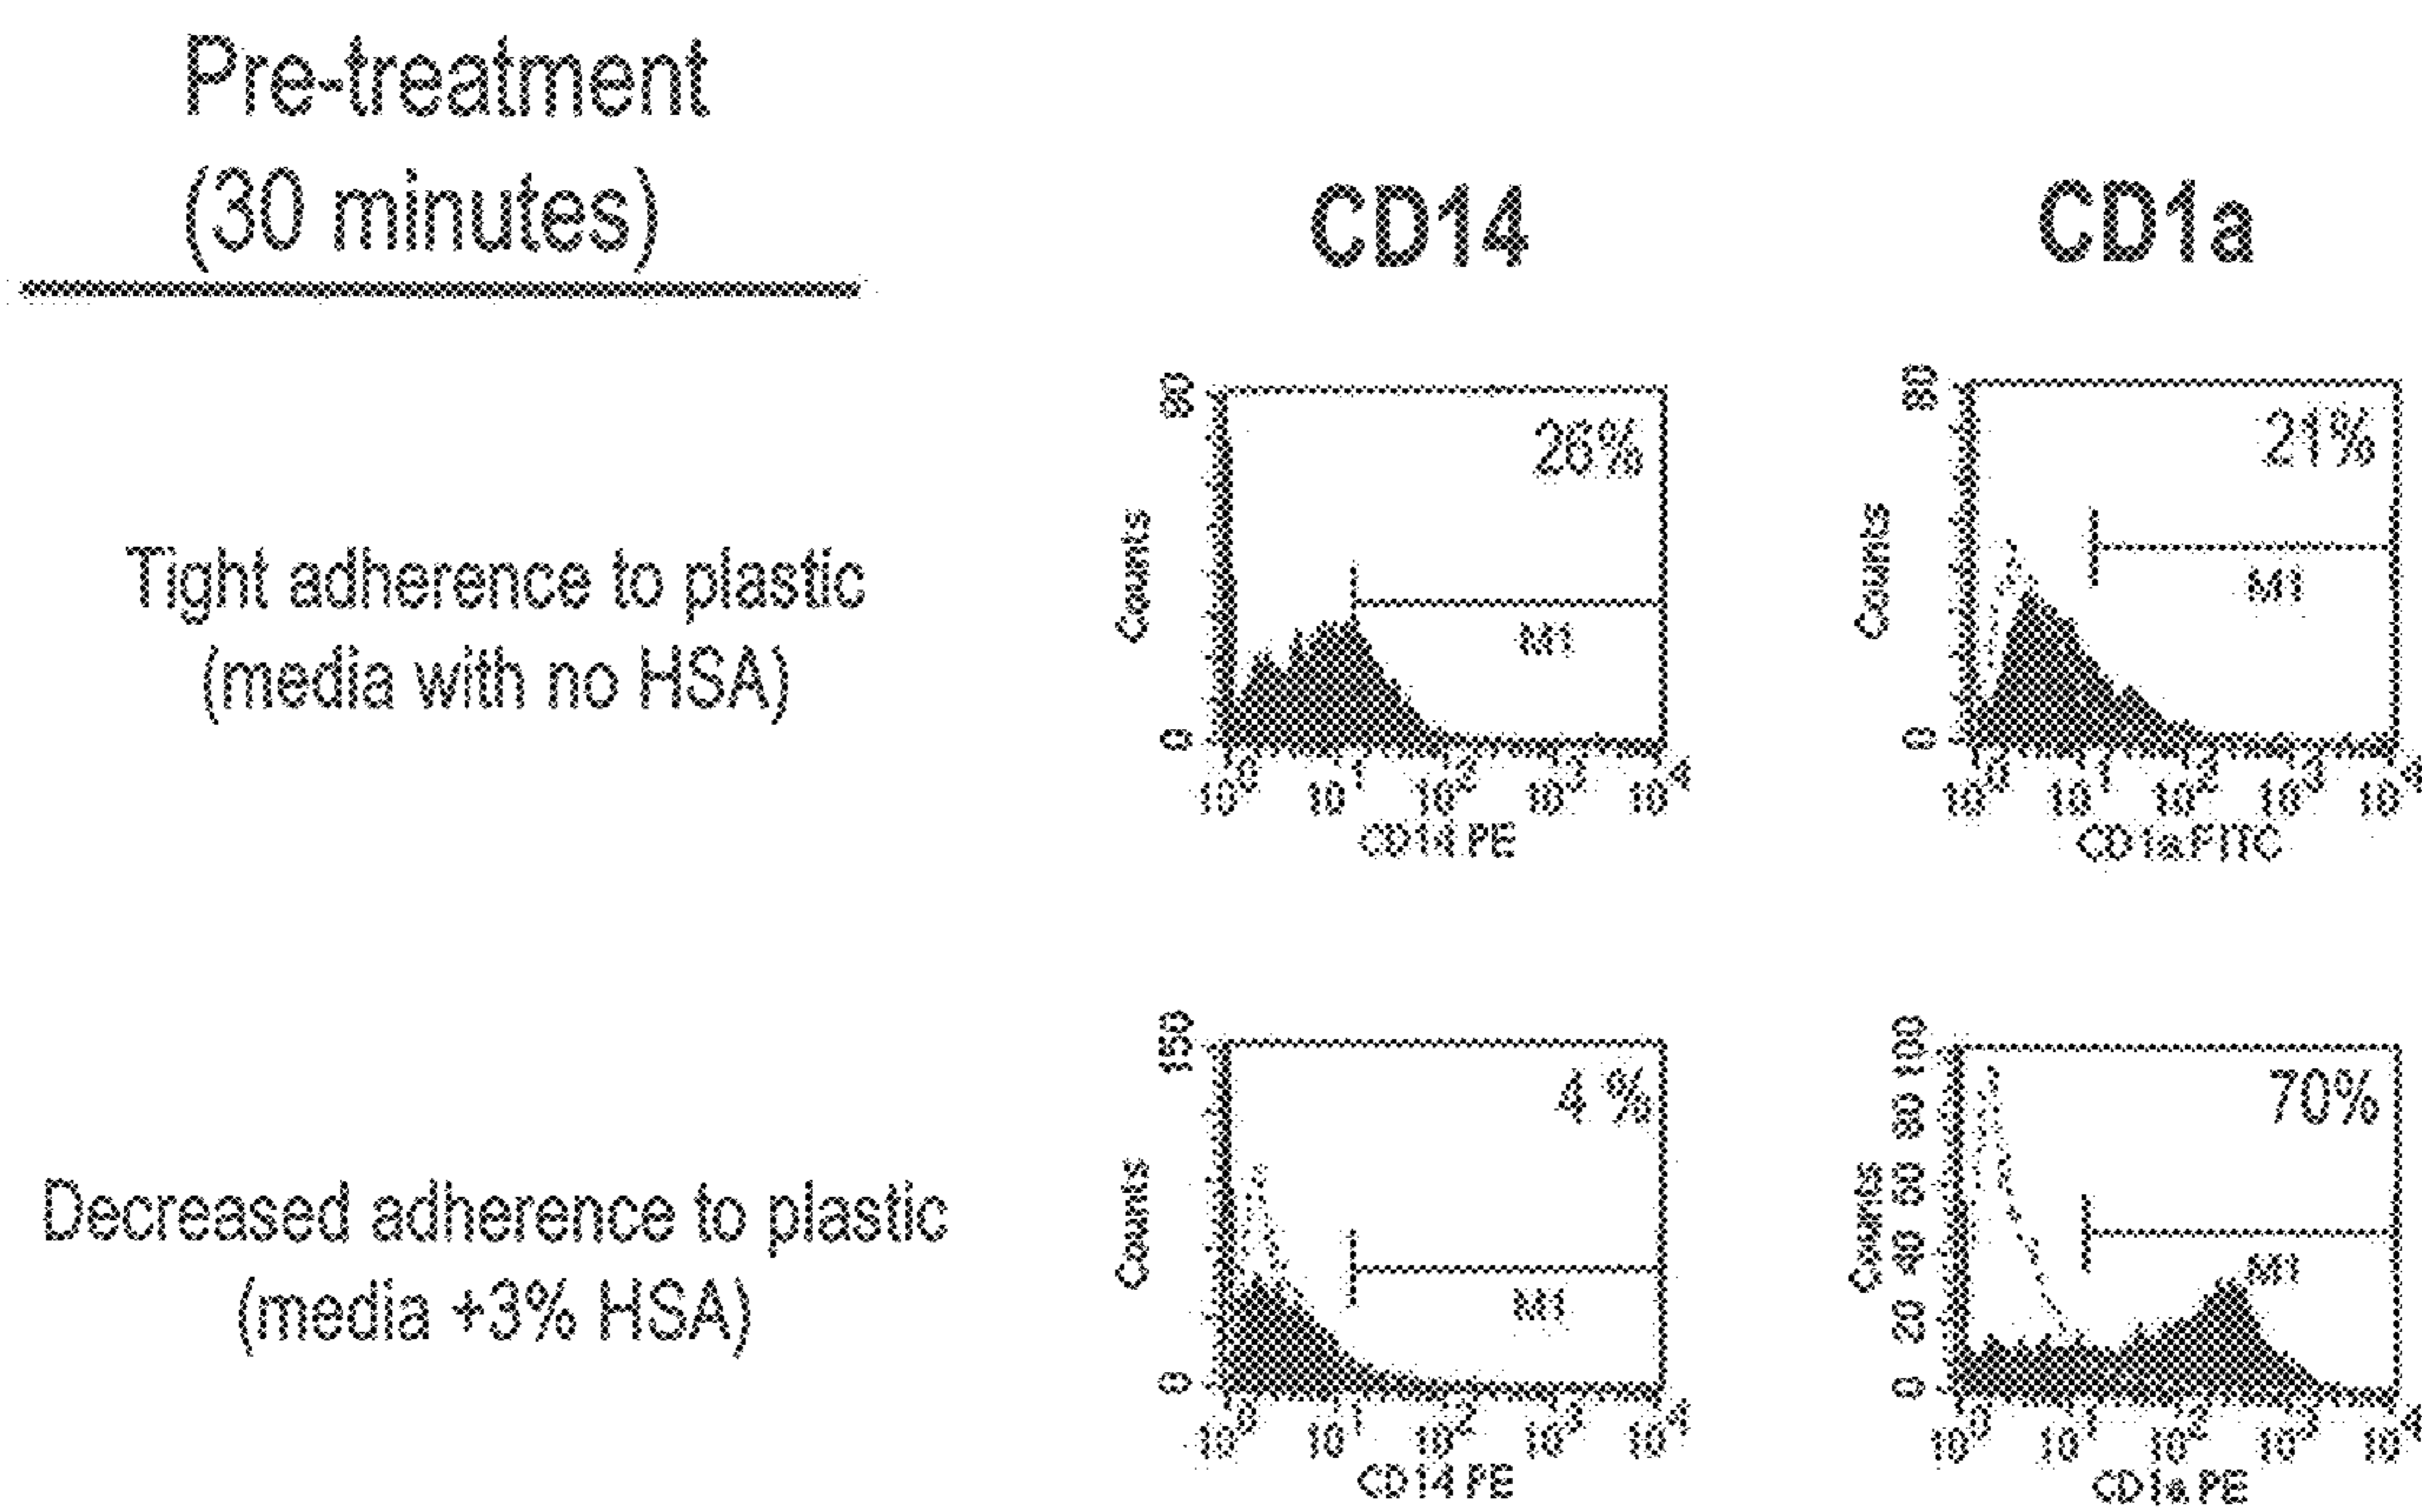 Pre-treatment
(30 minutes)
CD14
CD1a
Tight adherence to plastic
(media with no HSA)
80
Counts
0
26%
M1
10^0 10^1 10^2 10^3 10^4
CD14 PE
80
Counts
0
21%
M1
10^0 10^1 10^2 10^3 10^4
CD1a FITC
Decreased adherence to plastic
(media +3% HSA)
150
Counts
0
4 %
M1
10^0 10^1 10^2 10^3 10^4
CD14 PE
100
80
60
40
20
0
Counts
70%
M1
10^0 10^1 10^2 10^3 10^4
CD1a PE